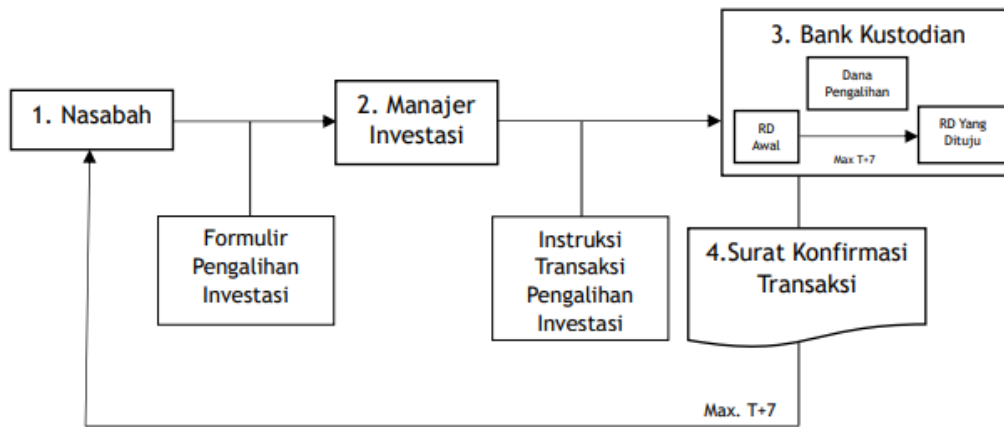 1. Nasabah
2. Manajer
Investasi
3. Bank Kustodian
Dana
Pengalihan
RD
Awal
RD Yang
Dituju
Max T+7
Formulir
Pengalihan
Investasi
Instruksi
Transaksi
Pengalihan
Investasi
4.Surat Konfirmasi
Transaksi
Max. T+7